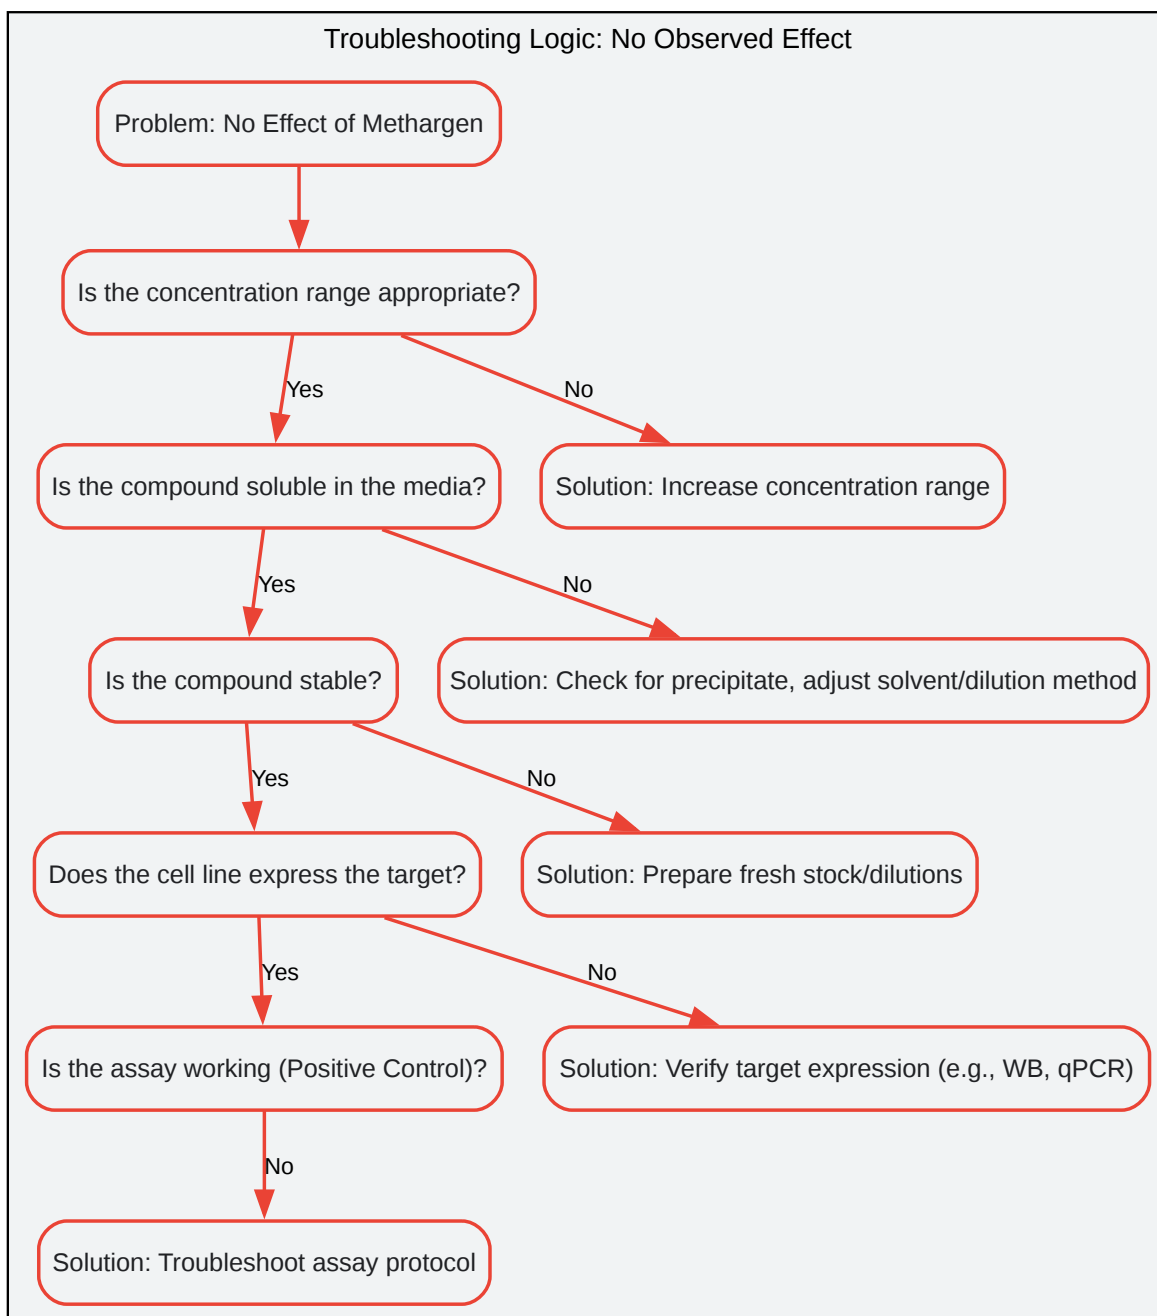 Troubleshooting Logic: No Observed Effect
Problem: No Effect of Methargen
Is the concentration range appropriate?
Yes
No
Is the compound soluble in the media?
Solution: Increase concentration range
Yes
No
Is the compound stable?
Solution: Check for precipitate, adjust solvent/dilution method
Yes
No
Does the cell line express the target?
Solution: Prepare fresh stock/dilutions
Yes
No
Is the assay working (Positive Control)?
Solution: Verify target expression (e.g., WB, qPCR)
No
Solution: Troubleshoot assay protocol